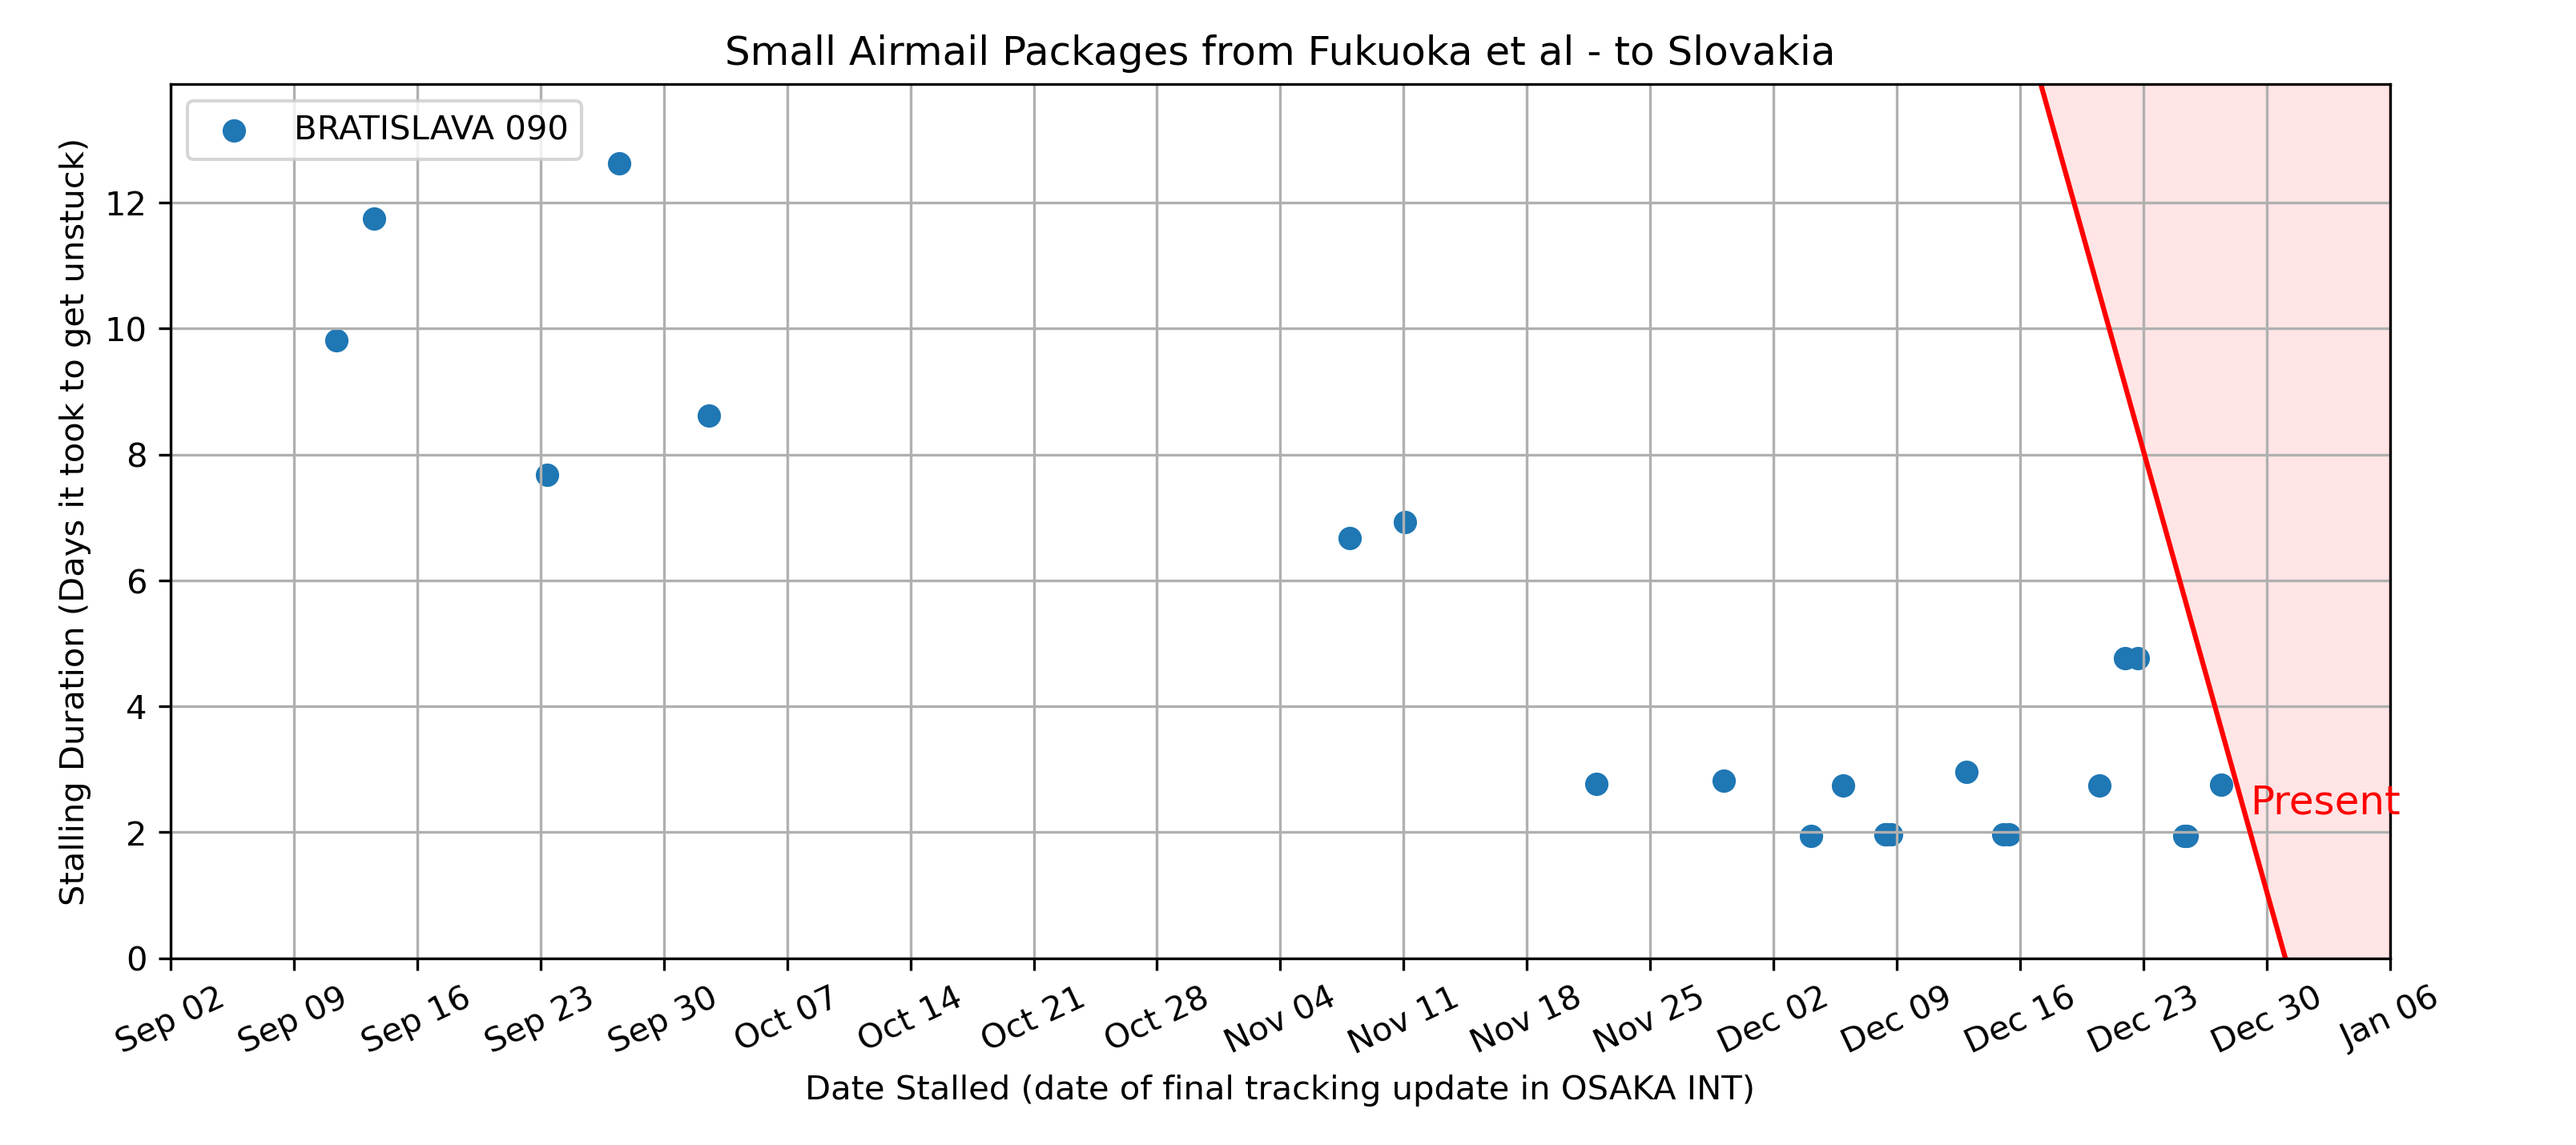 Small Airmail Packages from Fukuoka et al - to Slovakia
BRATISLAVA 090
Stalling Duration (Days it took to get unstuck)
12
10
8
6
4
2
0
Present
Sep 02 Sep 09 Sep 16 Sep 23 Sep 30 Oct 07 Oct 14 Oct 21 Oct 28 Nov 04 Nov 11 Nov 18 Nov 25 Dec 02 Dec 09 Dec 16 Dec 23 Dec 30 Jan 06
Date Stalled (date of final tracking update in OSAKA INT)